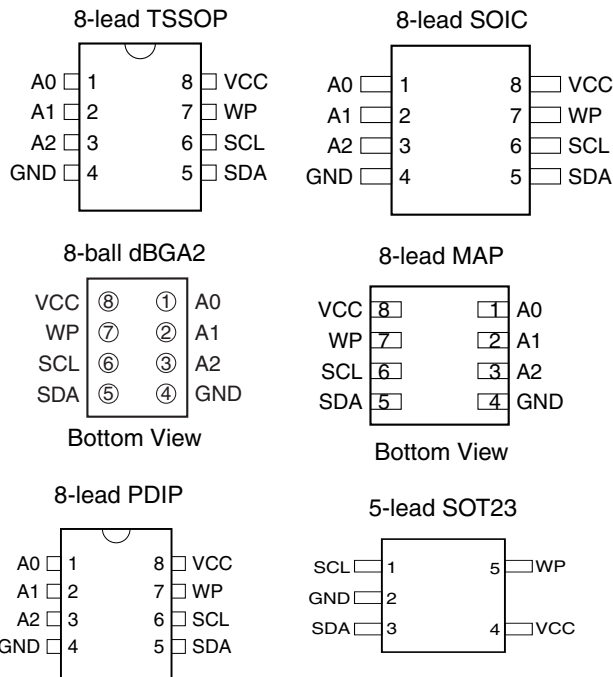 8-lead TSSOP
A0 1 8 VCC
A1 2 7 WP
A2 3 6 SCL
GND 4 5 SDA
8-lead SOIC
A0 1 8 VCC
A1 2 7 WP
A2 3 6 SCL
GND 4 5 SDA
8-ball dBGA2
VCC 8 1 A0
WP 7 2 A1
SCL 6 3 A2
SDA 5 4 GND
Bottom View
8-lead MAP
VCC 8 1 A0
WP 7 2 A1
SCL 6 3 A2
SDA 5 4 GND
Bottom View
8-lead PDIP
A0 1 8 VCC
A1 2 7 WP
A2 3 6 SCL
GND 4 5 SDA
5-lead SOT23
SCL 1 5 WP
GND 2
SDA 3 4 VCC